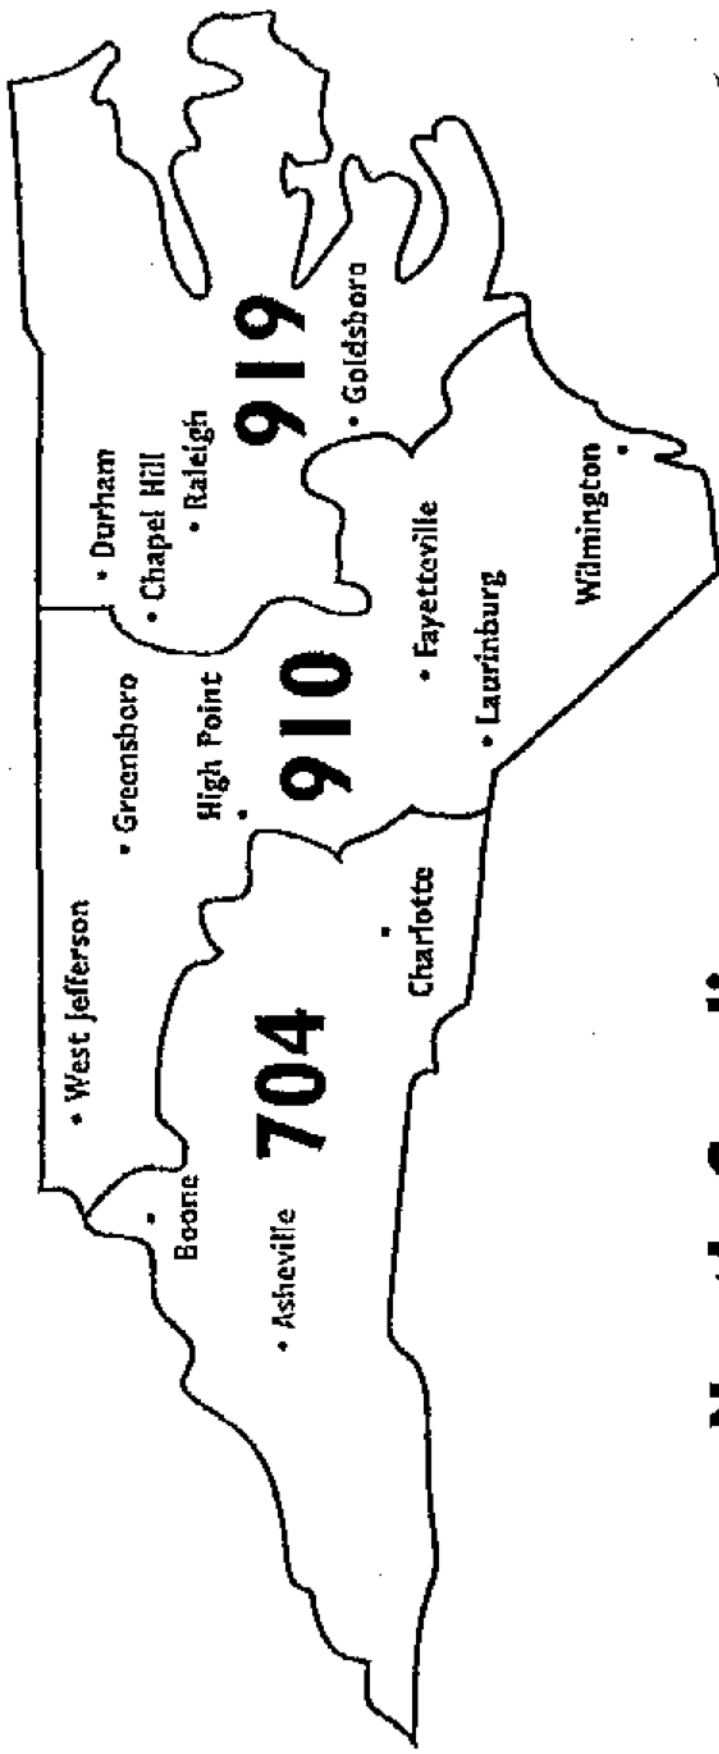 West Jefferson
Greensboro
Durham
Chapel Hill
Raleigh
High Point
Boone
Asheville
704
910
919
Goldsboro
Charlotte
Fayetteville
Laurinburg
Wilmington